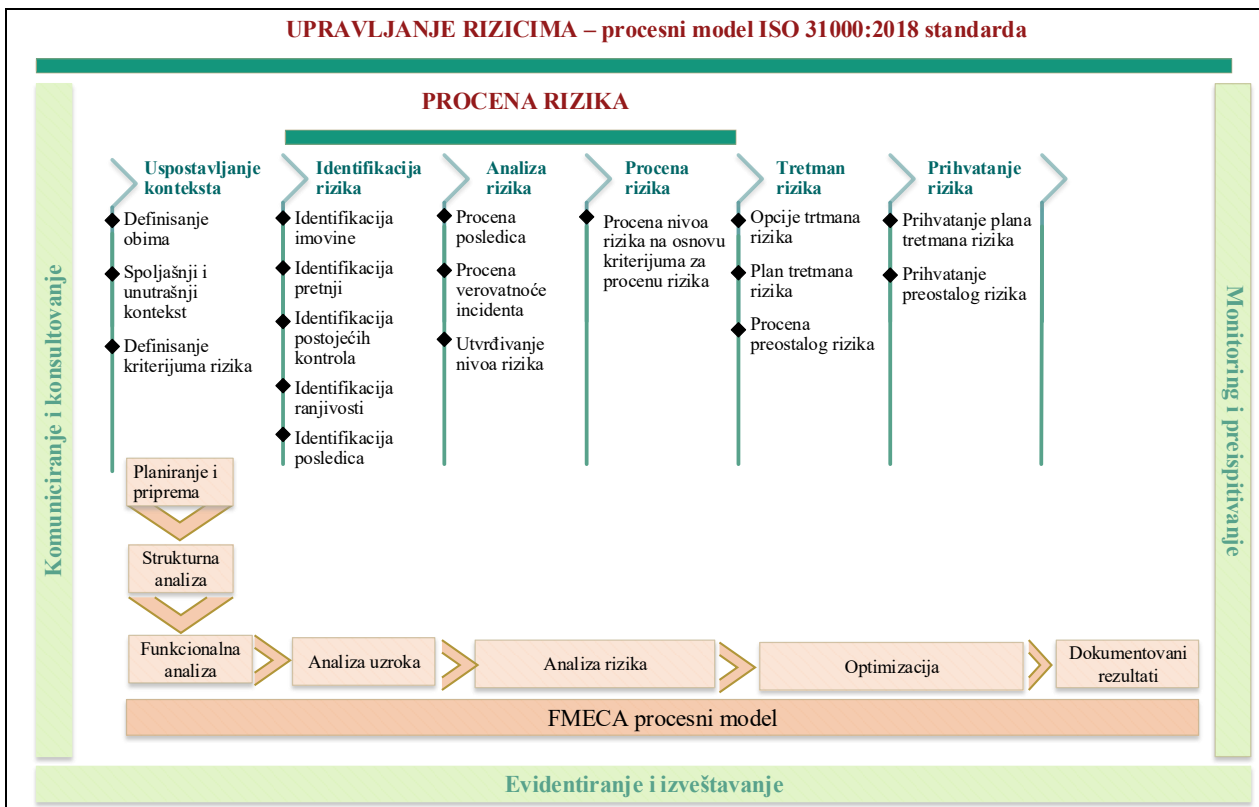 UPRAVLJANJE RIZICIMA – procesni model ISO 31000:2018 standarda
PROCENA RIZIKA
Komuniciranje i konsultovanje
Uspostavljanje
konteksta
Definisanje
obima
Spoljašnji i
unutrašnji
kontekst
Definisanje
kriterijuma rizika
Identifikacija
rizika
Identifikacija
imovine
Identifikacija
pretnji
Identifikacija
postojećih
kontrola
Identifikacija
ranjivosti
Identifikacija
posledica
Analiza
rizika
Procena
posledica
Procena
verovatnoće
incidenta
Utvrđivanje
nivoa rizika
Procena
rizika
Procena nivoa
rizika na osnovu
kriterijuma za
procenu rizika
Tretman
rizika
Opcije trtmana
rizika
Plan tretmana
rizika
Procena
preostalog rizika
Prihvatanje
rizika
Prihvatanje plana
tretmana rizika
Prihvatanje
preostalog rizika
Monitoring i preispitivanje
Planiranje i
priprema
Strukturna
analiza
Funkcionalna
analiza
Analiza uzroka
Analiza rizika
Optimizacija
Dokumentovani
rezultati
FMECA procesni model
Evidentiranje i izveštavanje